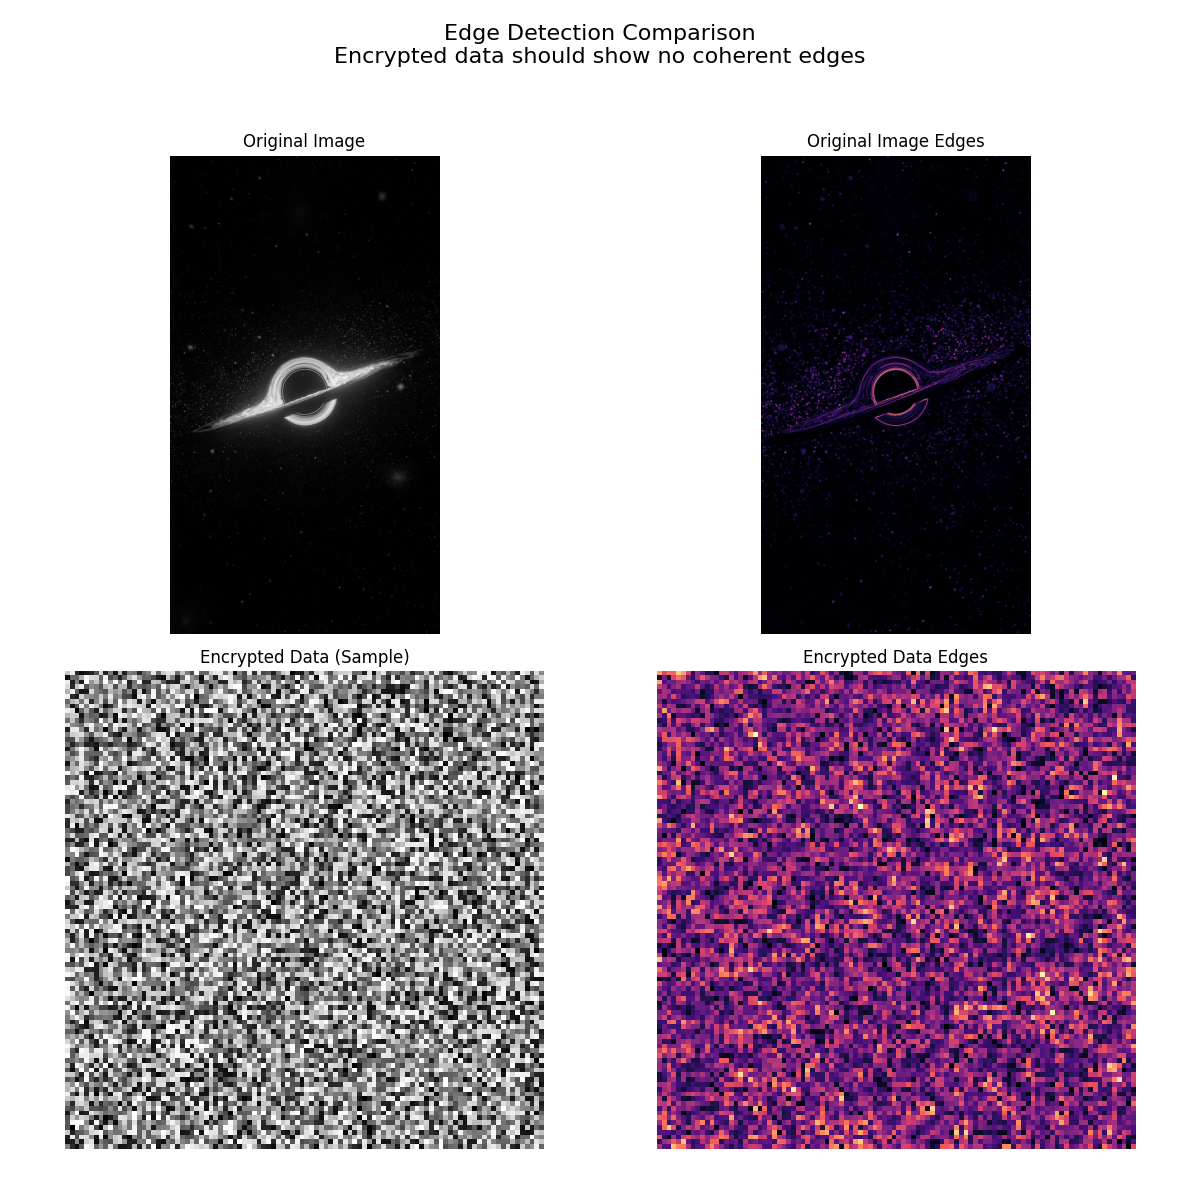 Edge Detection Comparison
Encrypted data should show no coherent edges
Original Image
Original Image Edges
Encrypted Data (Sample)
Encrypted Data Edges